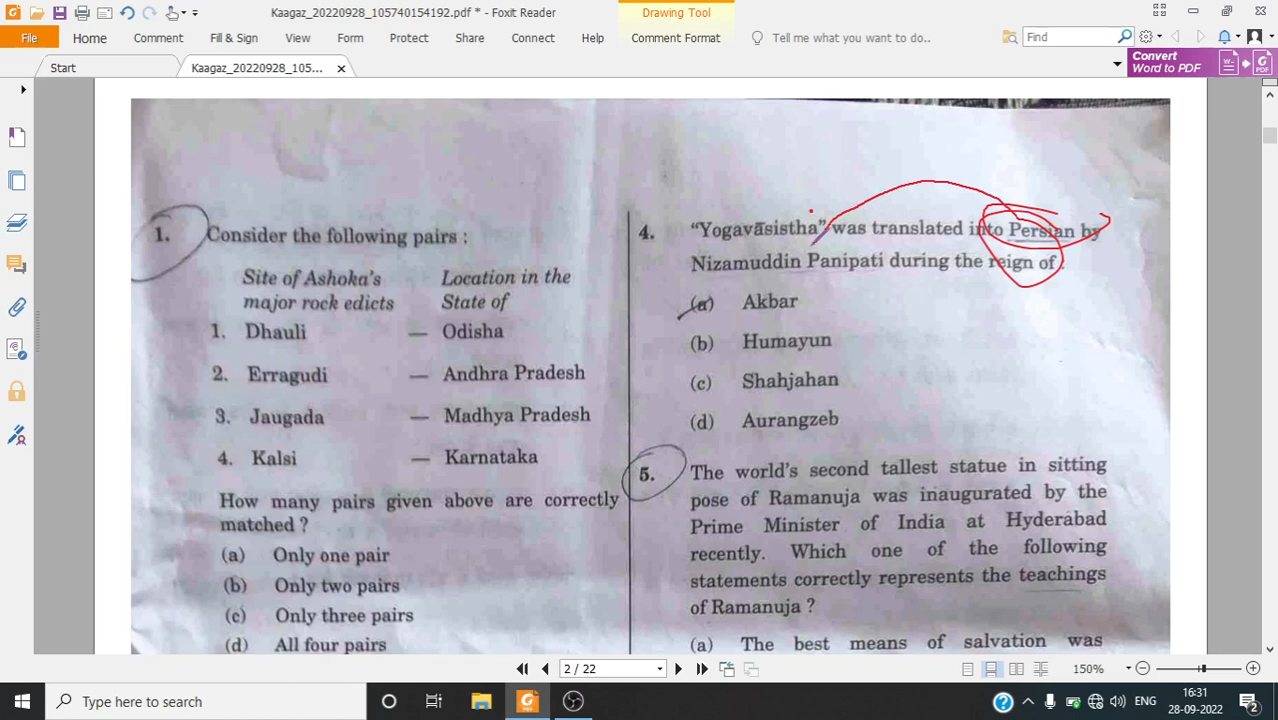 Kaagaz_20220928_105740154192.pdf * - Foxit Reader
Drawing Tool
File
Home
Comment
Fill & Sign
View
Form
Protect
Share
Connect
Help
Comment Format
Tell me what you want to do..
Find
Start
Kaagaz_20220928_105...
Convert
Word to PDF
1. Consider the following pairs :
Site of Ashoka's Location in the
major rock edicts State of
1. Dhauli — Odisha
2. Erragudi — Andhra Pradesh
3. Jaugada — Madhya Pradesh
4. Kalsi — Karnataka
How many pairs given above are correctly
matched ?
(a) Only one pair
(b) Only two pairs
(c) Only three pairs
(d) All four pairs
4. “Yogavāsistha” was translated into Persian by
Nizamuddin Panipati during the reign of :
(a) Akbar
(b) Humayun
(c) Shahjahan
(d) Aurangzeb
5. The world's second tallest statue in sitting
pose of Ramanuja was inaugurated by the
Prime Minister of India at Hyderabad
recently. Which one of the following
statements correctly represents the teachings
of Ramanuja ?
(a) The best means of salvation was
2 / 22
150%
Type here to search
ENG
16:31
28-09-2022
2